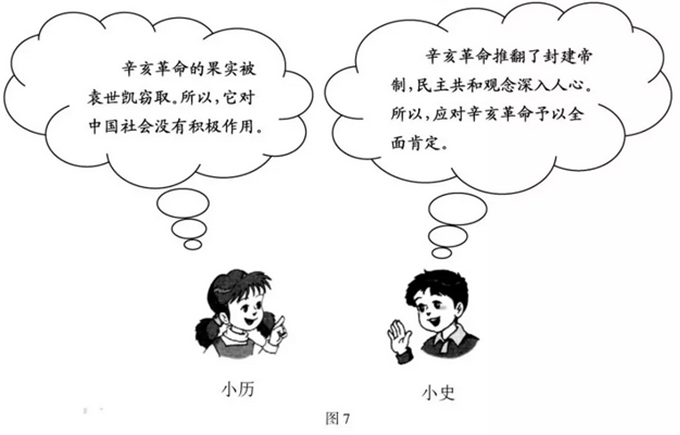 辛亥革命的果实被
袁世凯窃取。所以,它对
中国社会没有积极作用。
辛亥革命推翻了封建帝
制,民主共和观念深入人心。
所以,应对辛亥革命予以全
面肯定。
小历
小史
图7